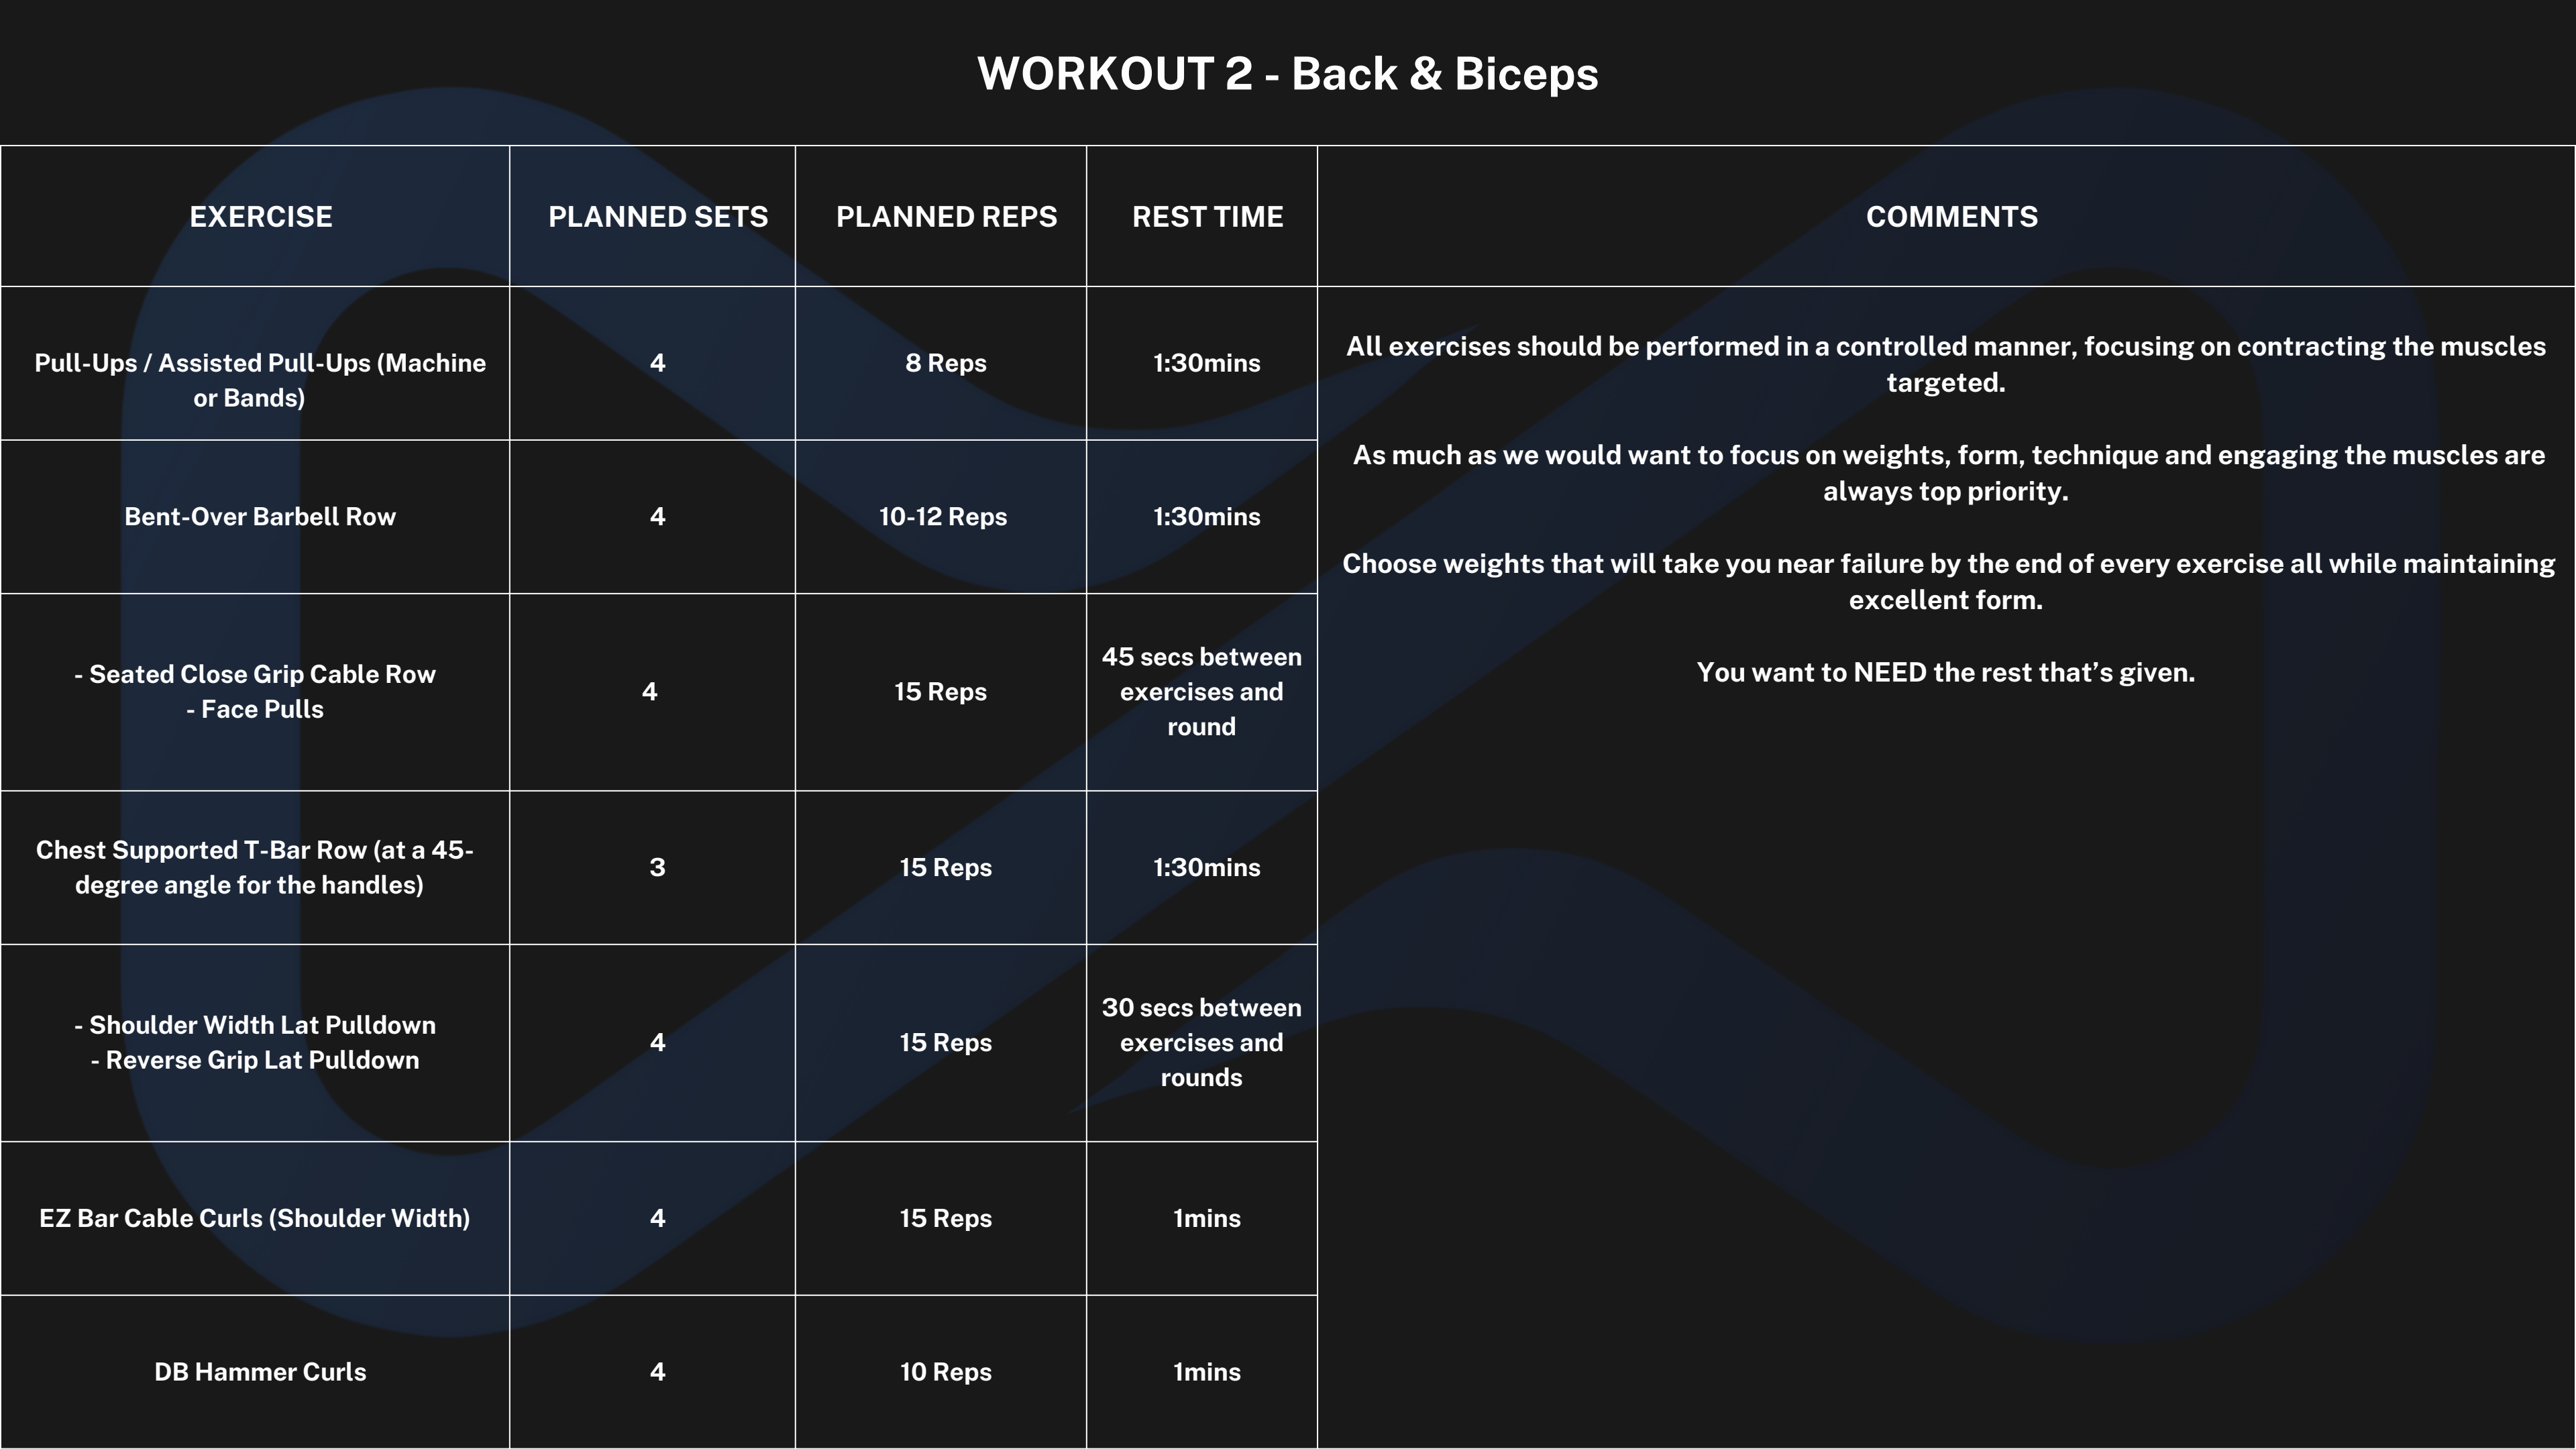 WORKOUT 2 - Back & Biceps
EXERCISE
PLANNED SETS
PLANNED REPS
REST TIME
COMMENTS
Pull-Ups / Assisted Pull-Ups (Machine
or Bands)
4
8 Reps
1:30mins
All exercises should be performed in a controlled manner, focusing on contracting the muscles
targeted.
As much as we would want to focus on weights, form, technique and engaging the muscles are
always top priority.
Choose weights that will take you near failure by the end of every exercise all while maintaining
excellent form.
You want to NEED the rest that’s given.
Bent-Over Barbell Row
4
10-12 Reps
1:30mins
- Seated Close Grip Cable Row
- Face Pulls
4
15 Reps
45 secs between
exercises and
round
Chest Supported T-Bar Row (at a 45-
degree angle for the handles)
3
15 Reps
1:30mins
- Shoulder Width Lat Pulldown
- Reverse Grip Lat Pulldown
4
15 Reps
30 secs between
exercises and
rounds
EZ Bar Cable Curls (Shoulder Width)
4
15 Reps
1mins
DB Hammer Curls
4
10 Reps
1mins